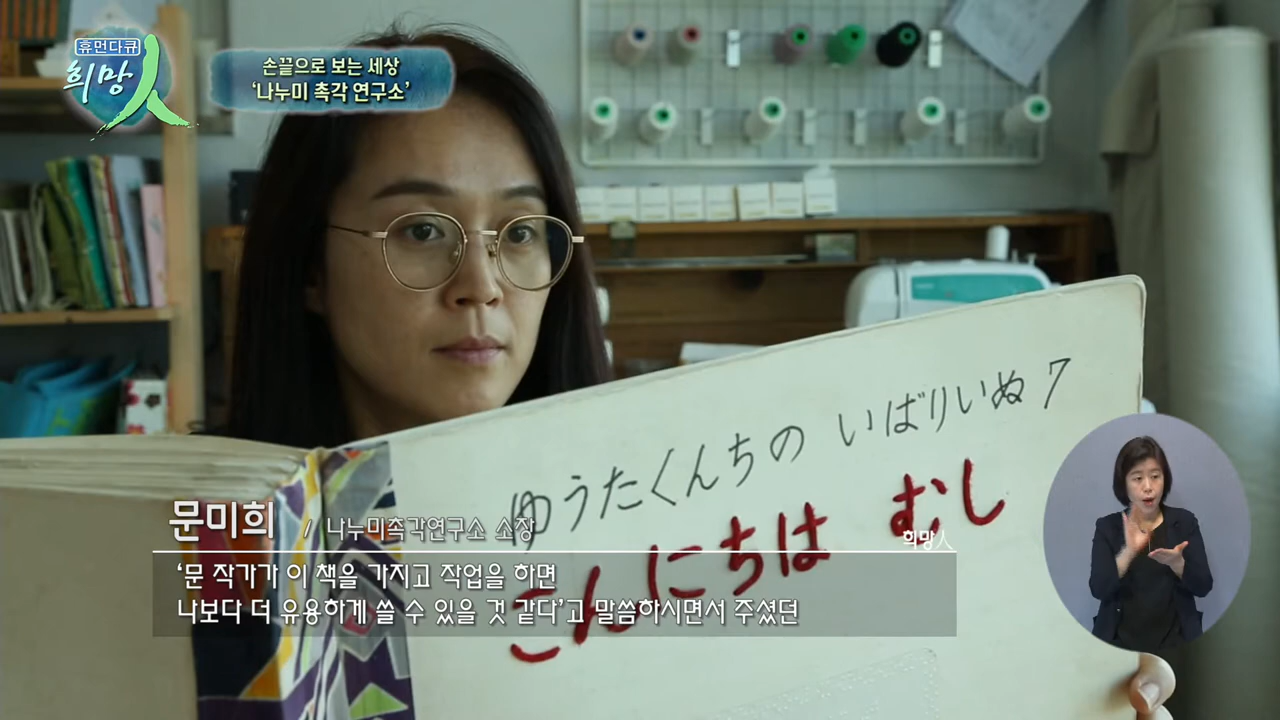 휴먼다큐
희망人
손끝으로 보는 세상
‘나누미 촉각 연구소’
ゆうたくんちの いばりいぬ 7
こんにちは むし
문미희 / 나누미촉각연구소 소장
희망人
‘문 작가가 이 책을 가지고 작업을 하면
나보다 더 유용하게 쓸 수 있을 것 같다’고 말씀하시면서 주셨던